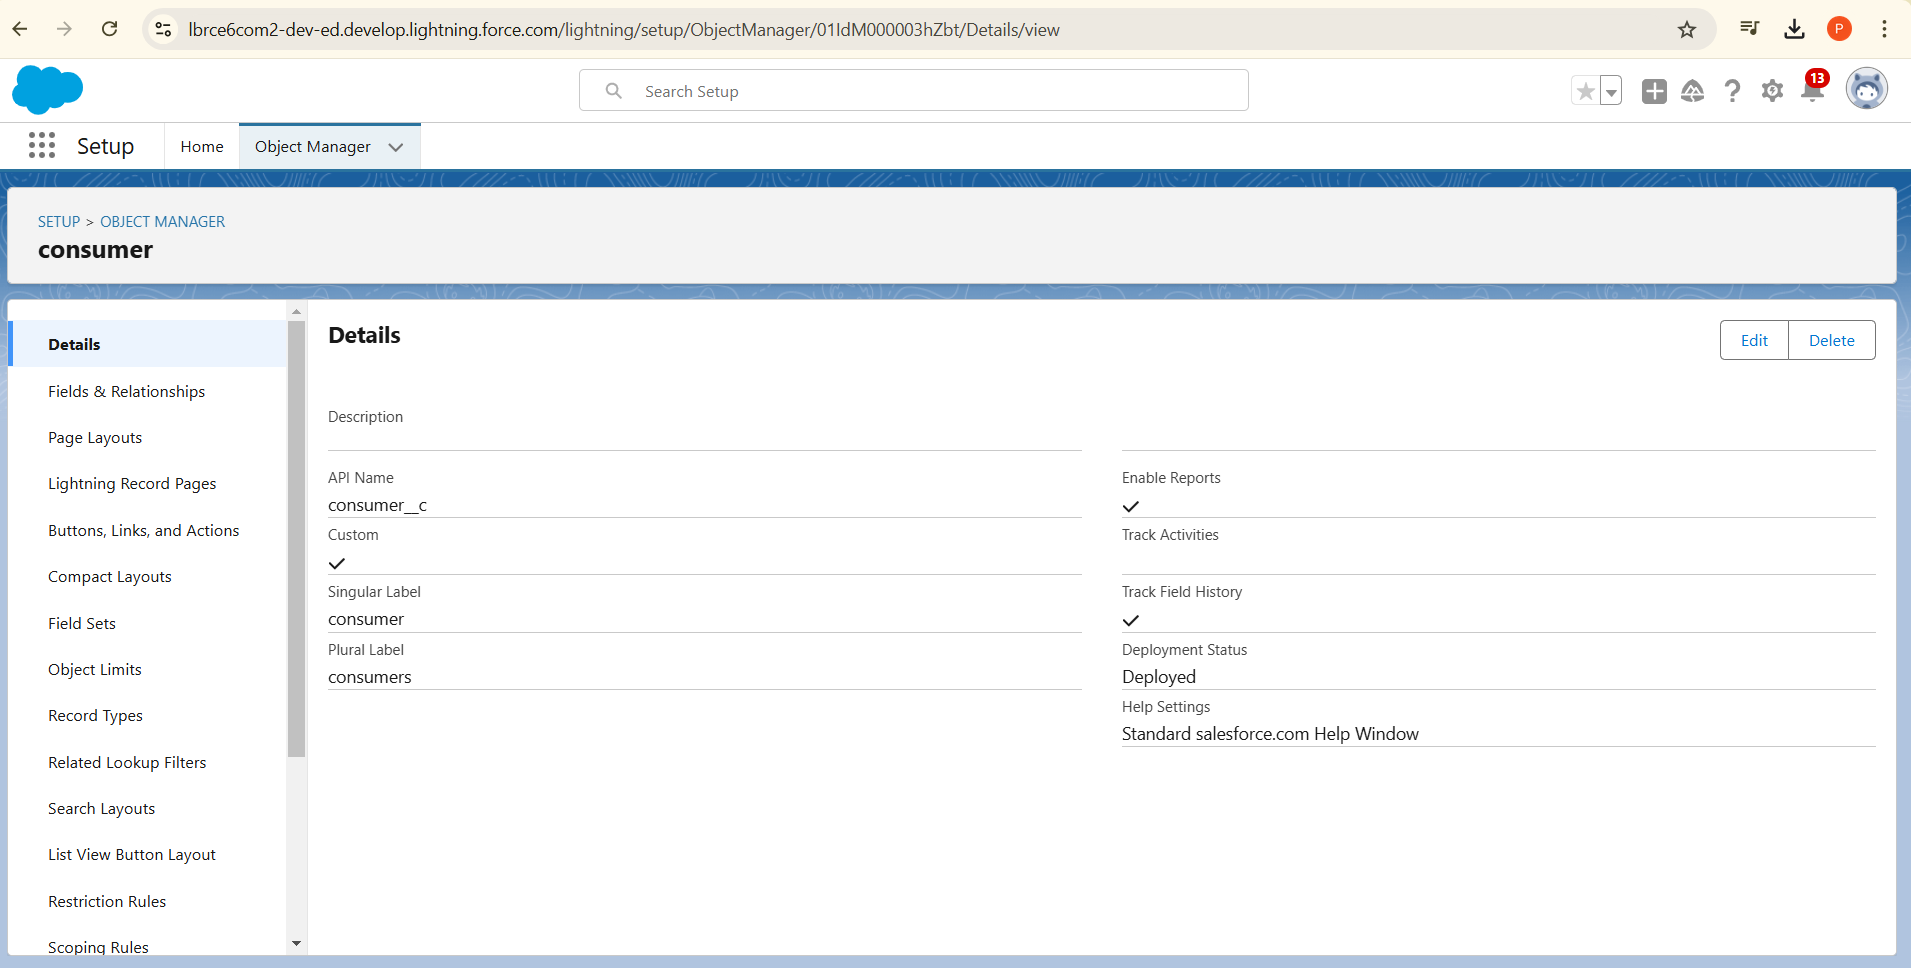 lbrce6com2-dev-ed.develop.lightning.force.com/lightning/setup/ObjectManager/01IdM000003hZbt/Details/view
P
Search Setup
13
Setup
Home
Object Manager
SETUP > OBJECT MANAGER
consumer
Details
Fields & Relationships
Page Layouts
Lightning Record Pages
Buttons, Links, and Actions
Compact Layouts
Field Sets
Object Limits
Record Types
Related Lookup Filters
Search Layouts
List View Button Layout
Restriction Rules
Scoping Rules
Details
Edit
Delete
Description
API Name
consumer__c
Custom
Singular Label
consumer
Plural Label
consumers
Enable Reports
Track Activities
Track Field History
Deployment Status
Deployed
Help Settings
Standard salesforce.com Help Window